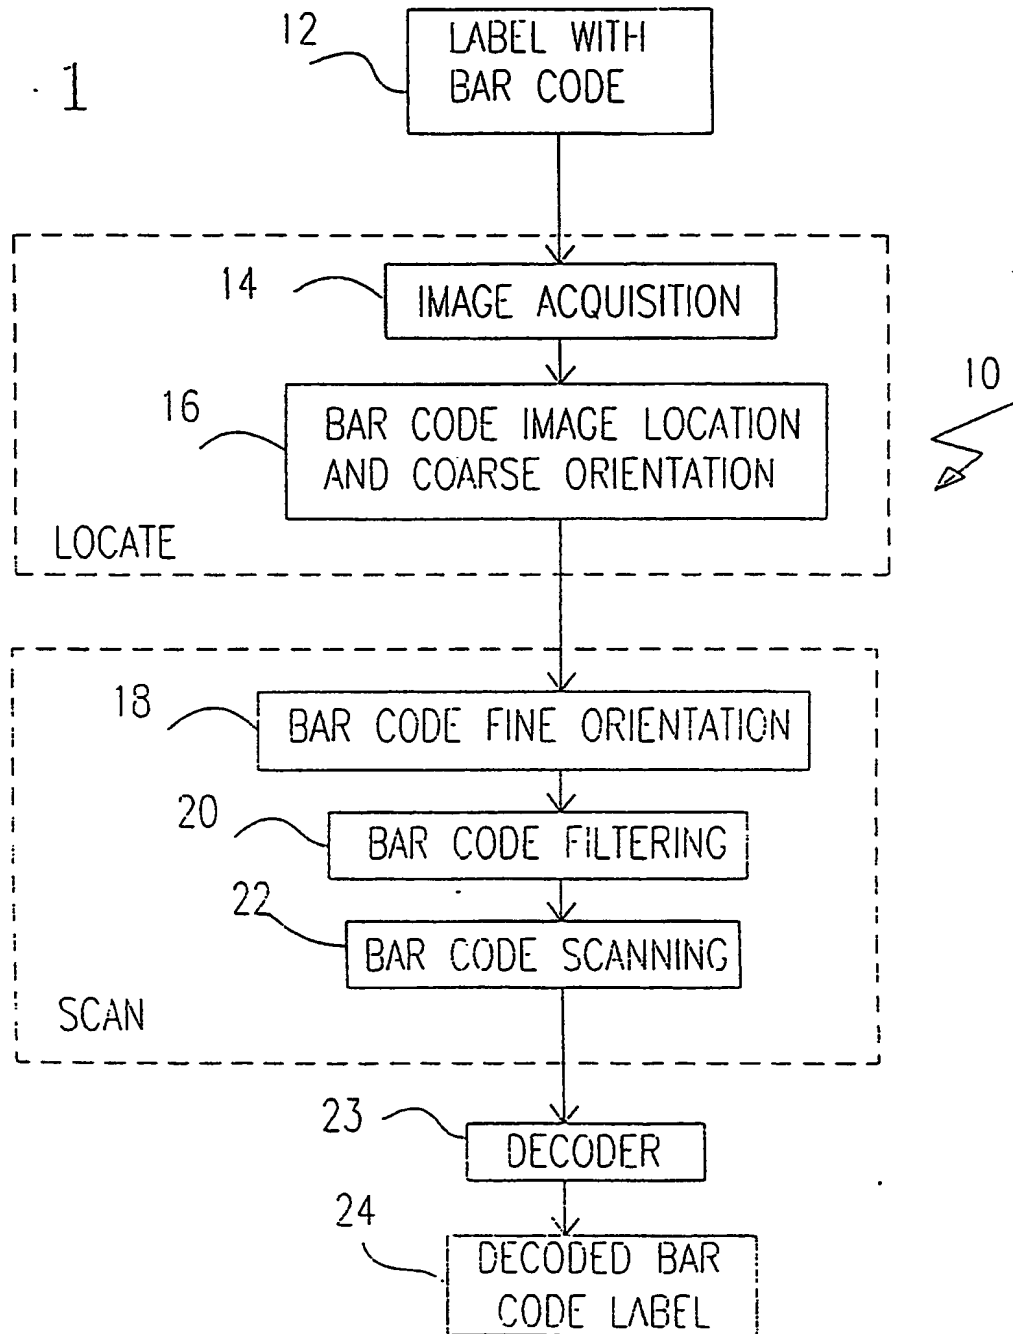 12
LABEL WITH
BAR CODE
. 1
14
IMAGE ACQUISITION
10
16
BAR CODE IMAGE LOCATION
AND COARSE ORIENTATION
LOCATE
18
BAR CODE FINE ORIENTATION
20
BAR CODE FILTERING
22
BAR CODE SCANNING
SCAN
23
DECODER
24
DECODED BAR
CODE LABEL